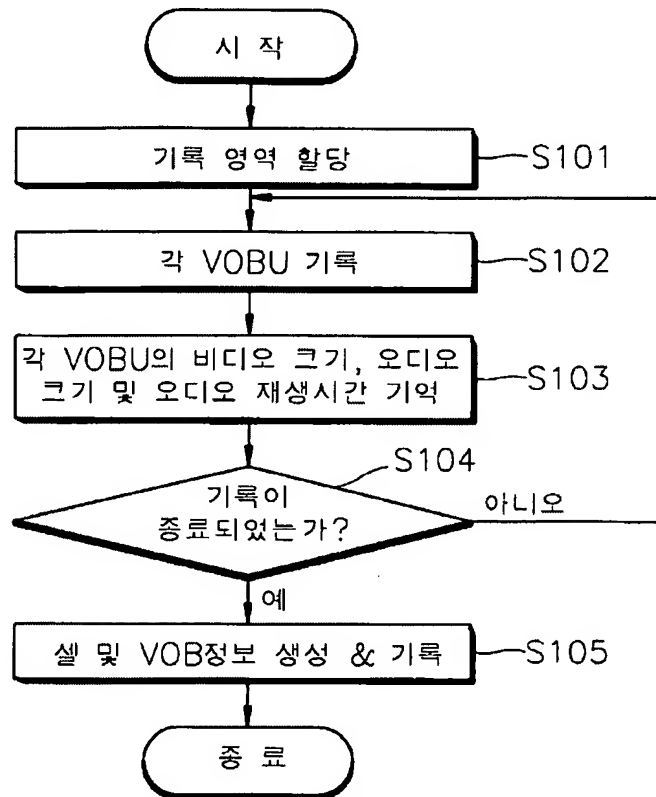 시 작
기록 영역 할당
S101
각 VOBU 기록
S102
각 VOBU의 비디오 크기, 오디오
크기 및 오디오 재생시간 기억
S103
S104
기록이
종료되었는가?
아니오
예
셀 및 VOB정보 생성 & 기록
S105
종 료